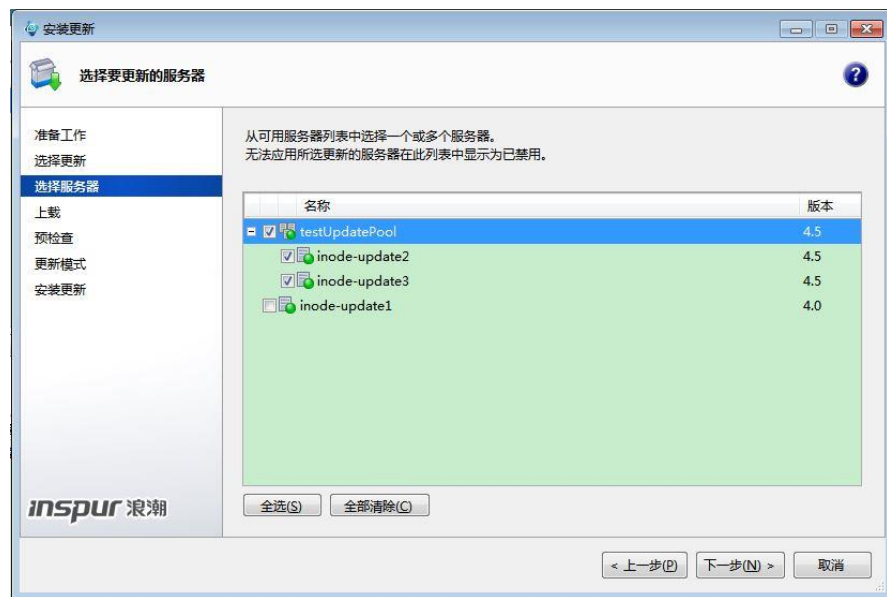 安装更新
选择要更新的服务器
准备工作
选择更新
选择服务器
上载
预检查
更新模式
安装更新
inspur 浪潮
从可用服务器列表中选择一个或多个服务器。
无法应用所选更新的服务器在此列表中显示为已禁用。
名称 版本
testUpdatePool 4.5
inode-update2 4.5
inode-update3 4.5
inode-update1 4.0
全选(S) 全部清除(C)
< 上一步(P) 下一步(N) > 取消